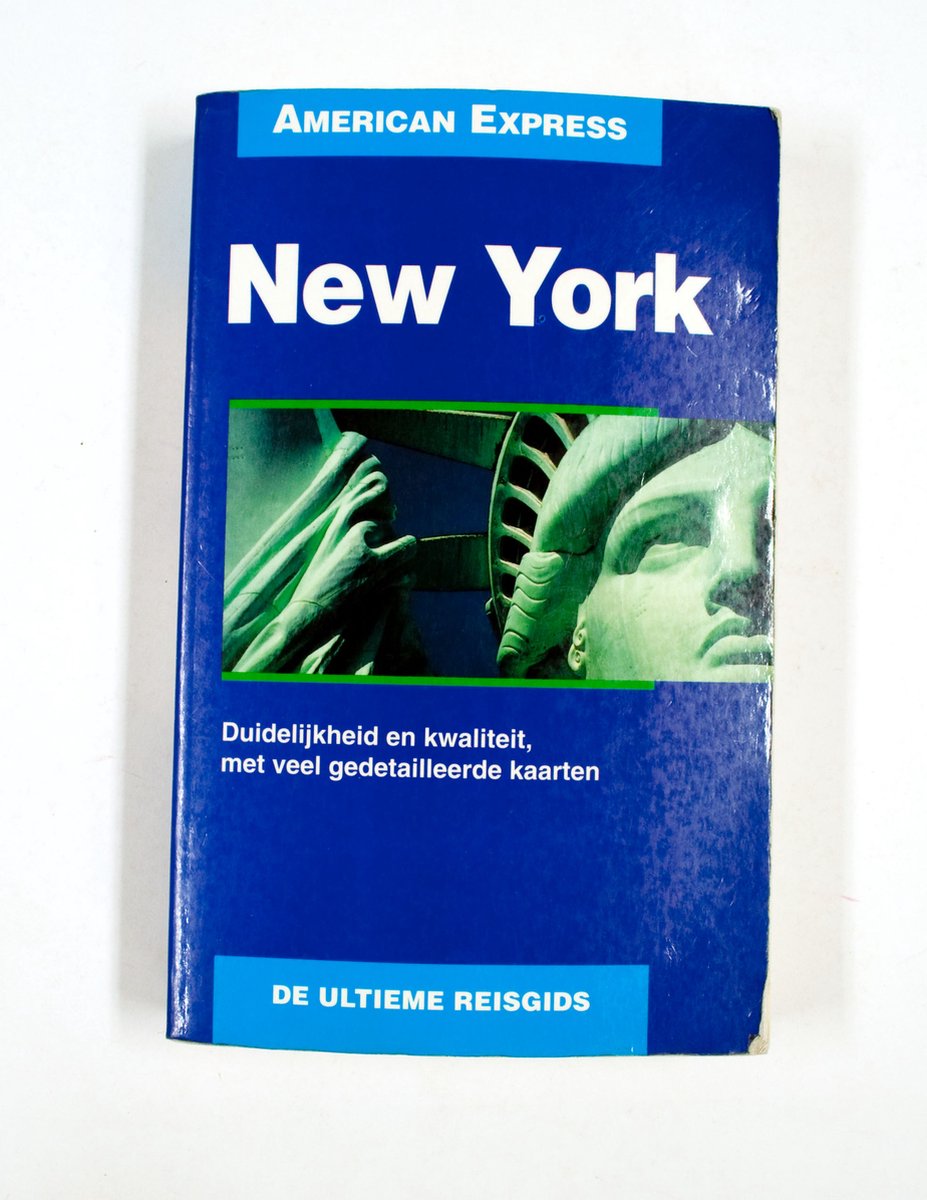 AMERICAN EXPRESS
New York
Duidelijkheid en kwaliteit,
met veel gedetailleerde kaarten
DE ULTIEME REISGIDS